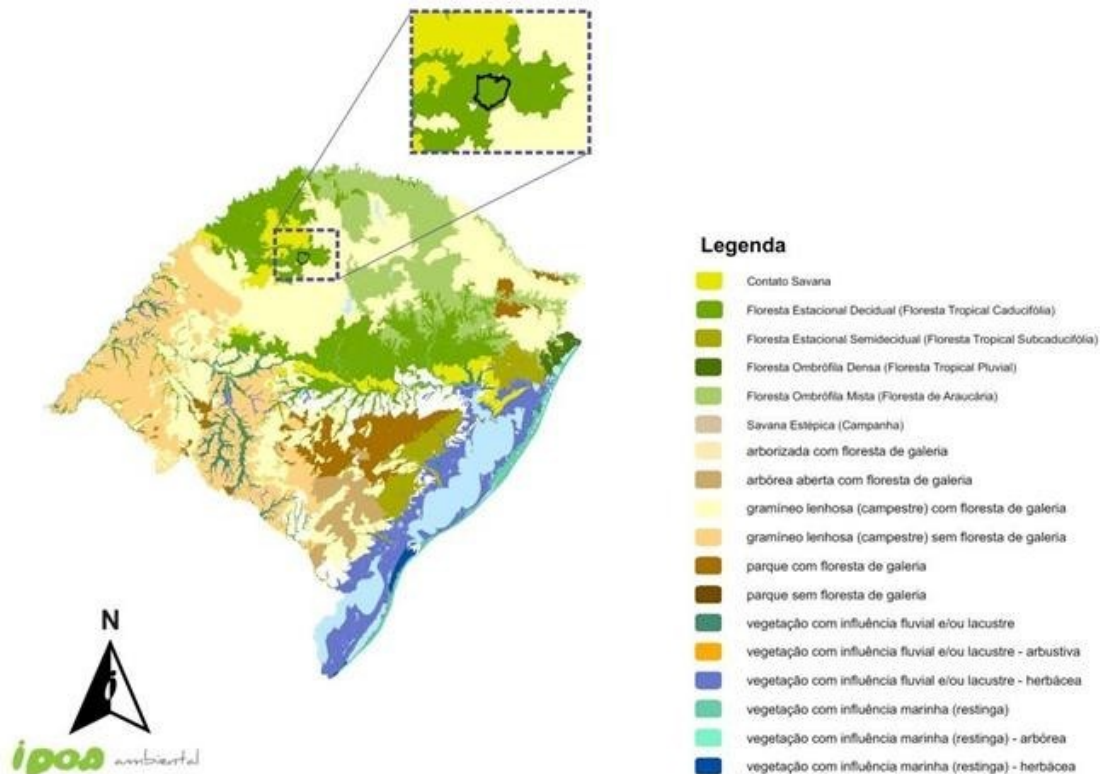 Legenda
Contato Savana
Floresta Estacional Decidual (Floresta Tropical Caducifólia)
Floresta Estacional Semidecidual (Floresta Tropical Subcaducifólia)
Floresta Ombrófila Densa (Floresta Tropical Pluvial)
Floresta Ombrófila Mista (Floresta de Araucária)
Savana Estépica (Campanha)
arborizada com floresta de galeria
arbórea aberta com floresta de galeria
gramíneo lenhosa (campestre) com floresta de galeria
gramíneo lenhosa (campestre) sem floresta de galeria
parque com floresta de galeria
parque sem floresta de galeria
vegetação com influência fluvial e/ou lacustre
vegetação com influência fluvial e/ou lacustre - arbustiva
vegetação com influência fluvial e/ou lacustre - herbácea
vegetação com influência marinha (restinga)
vegetação com influência marinha (restinga) - arbórea
vegetação com influência marinha (restinga) - herbácea
N
ambiental